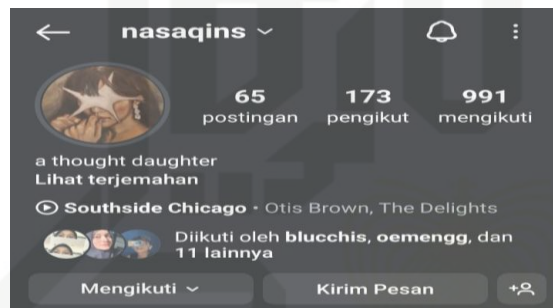 nasaqins
65 173 991
postingan pengikut mengikuti
a thought daughter
Lihat terjemahan
Southside Chicago • Otis Brown, The Delights
Diikuti oleh blucchis, oemengg, dan
11 lainnya
Mengikuti Kirim Pesan